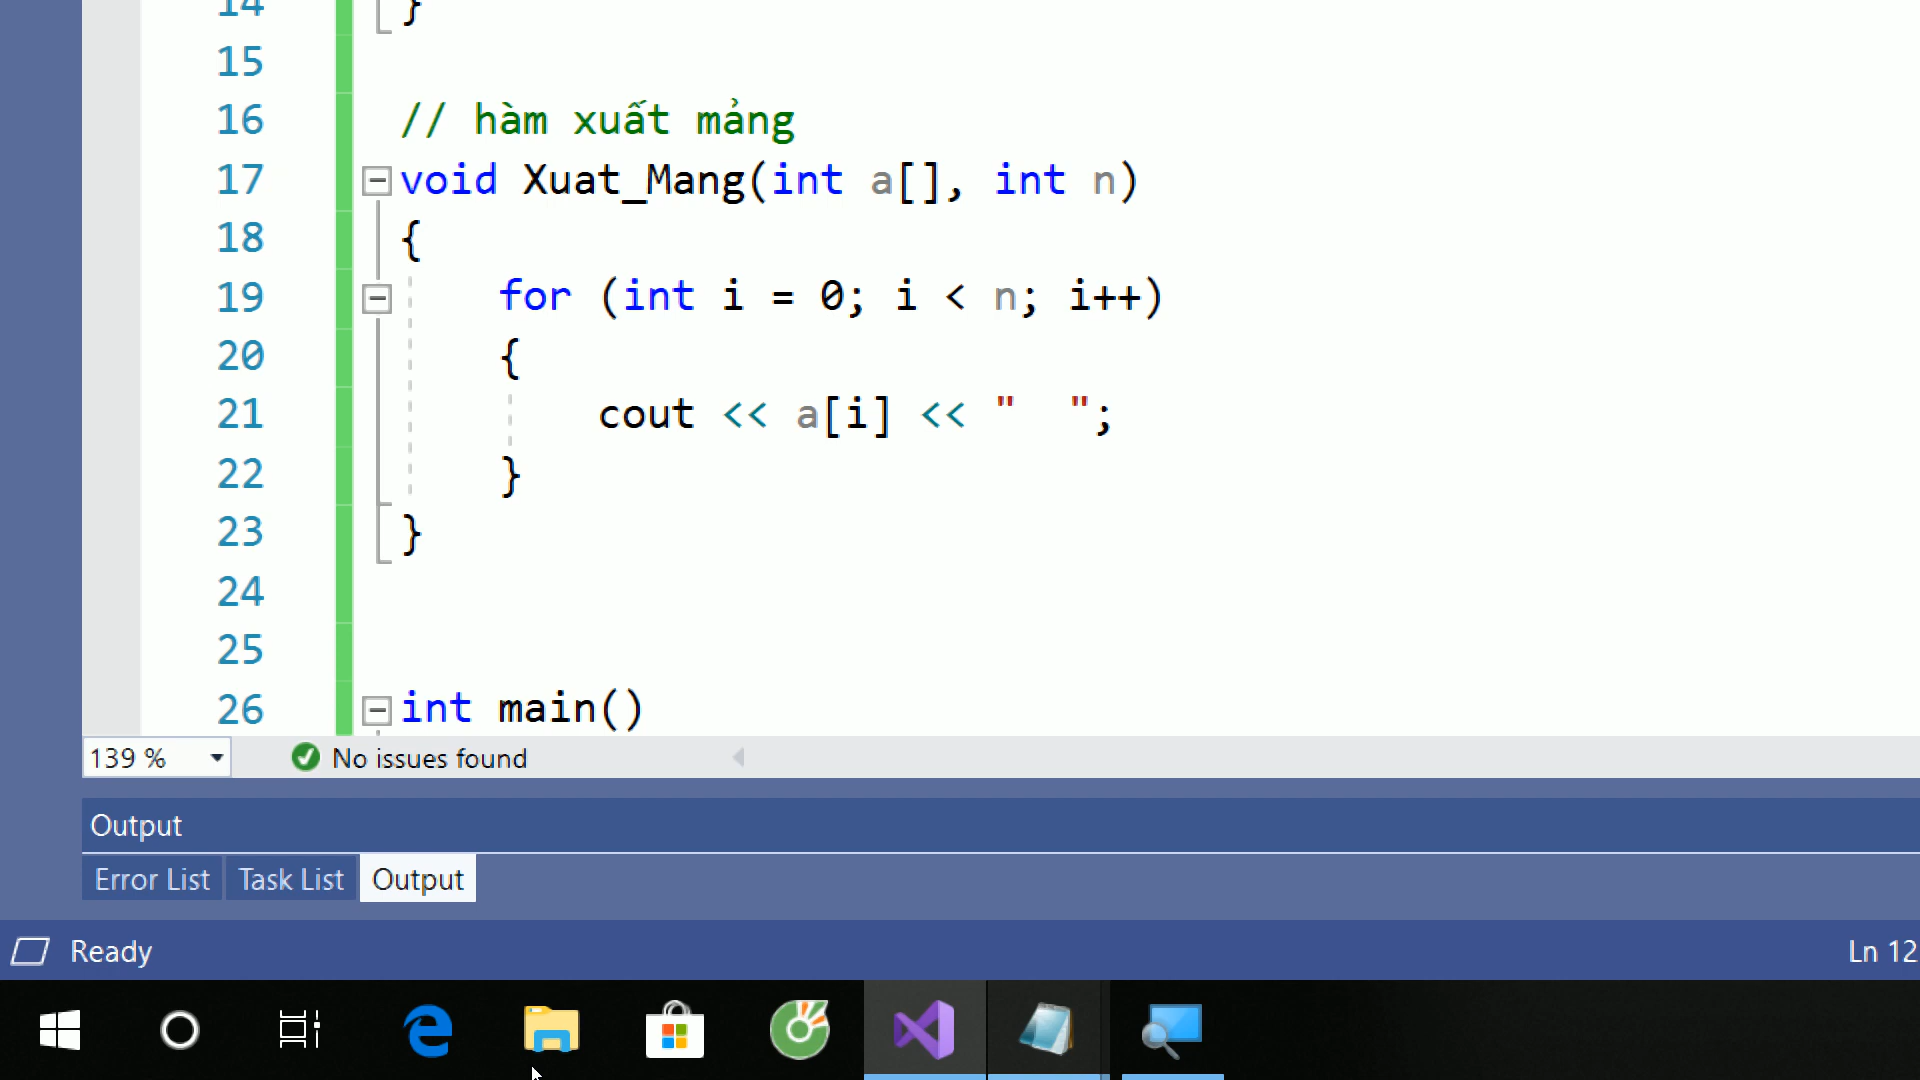 14 }
15
16 // hàm xuất mảng
17 void Xuat_Mang(int a[], int n)
18 {
19 for (int i = 0; i < n; i++)
20 {
21 cout << a[i] << "  ";
22 }
23 }
24
25
26 int main()
139 % No issues found
Output
Error List Task List Output
Ready Ln 12